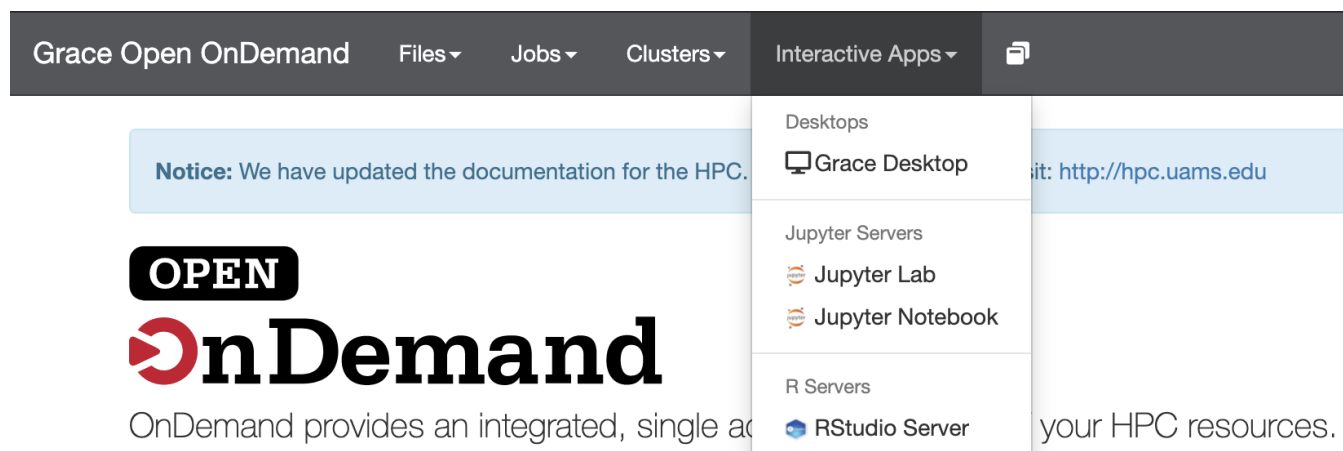 Grace Open OnDemand Files Jobs Clusters Interactive Apps
Desktops
Grace Desktop
Jupyter Servers
Jupyter Lab
Jupyter Notebook
R Servers
RStudio Server
Notice: We have updated the documentation for the HPC. sit: http://hpc.uams.edu
OPEN
OnDemand
OnDemand provides an integrated, single ac your HPC resources.